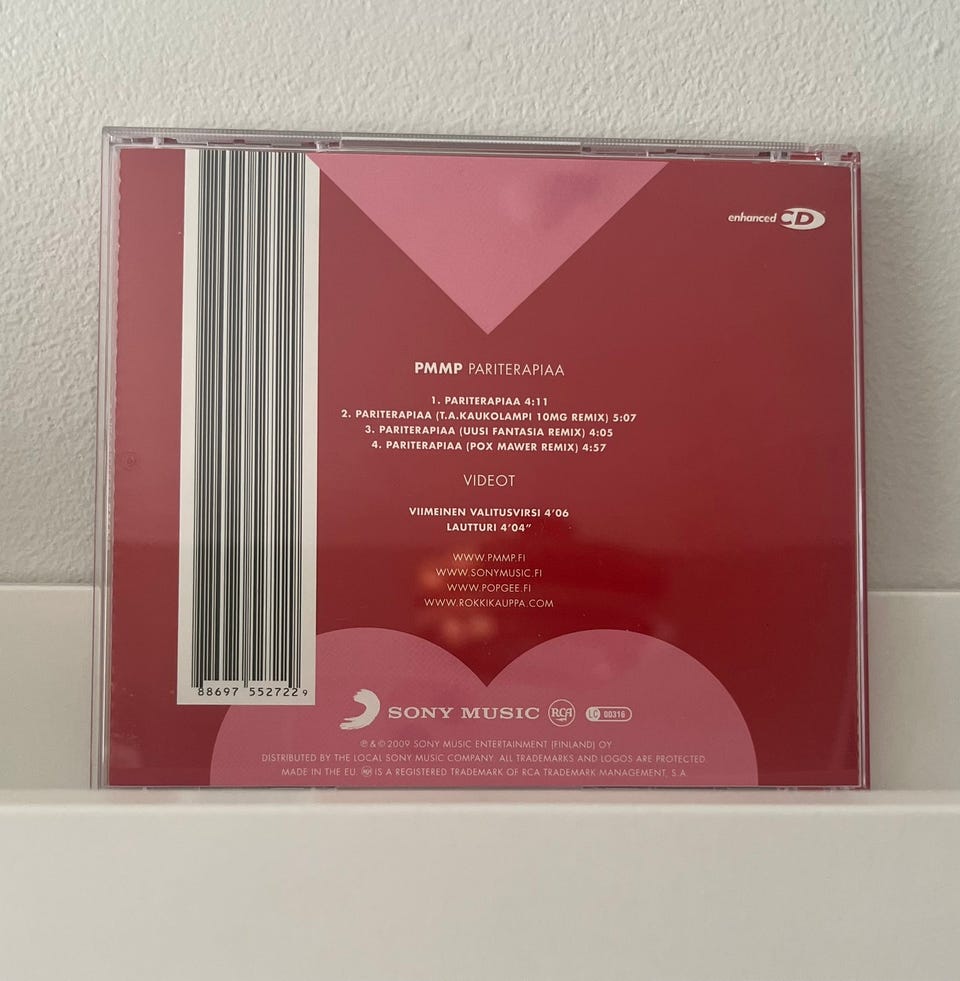 enhanced CD
PMMP PARITERAPIAA
1. PARITERAPIAA 4:11
2. PARITERAPIAA (T.A.KAUKOLAMPI 10MG REMIX) 5:07
3. PARITERAPIAA (UUSI FANTASIA REMIX) 4:05
4. PARITERAPIAA (POX MAWER REMIX) 4:57
VIDEOT
VIIMEINEN VALITUSVIRSI 4'06
LAUTTURI 4'04"
WWW.PMMP.FI
WWW.SONYMUSIC.FI
WWW.POPGEE.FI
WWW.ROKKIKAUPPA.COM
88697 552722 9
SONY MUSIC RCA LC 00316
℗ & © 2009 SONY MUSIC ENTERTAINMENT (FINLAND) OY
DISTRIBUTED BY THE LOCAL SONY MUSIC COMPANY. ALL TRADEMARKS AND LOGOS ARE PROTECTED.
MADE IN THE EU. RCA IS A REGISTERED TRADEMARK OF RCA TRADEMARK MANAGEMENT, S.A.